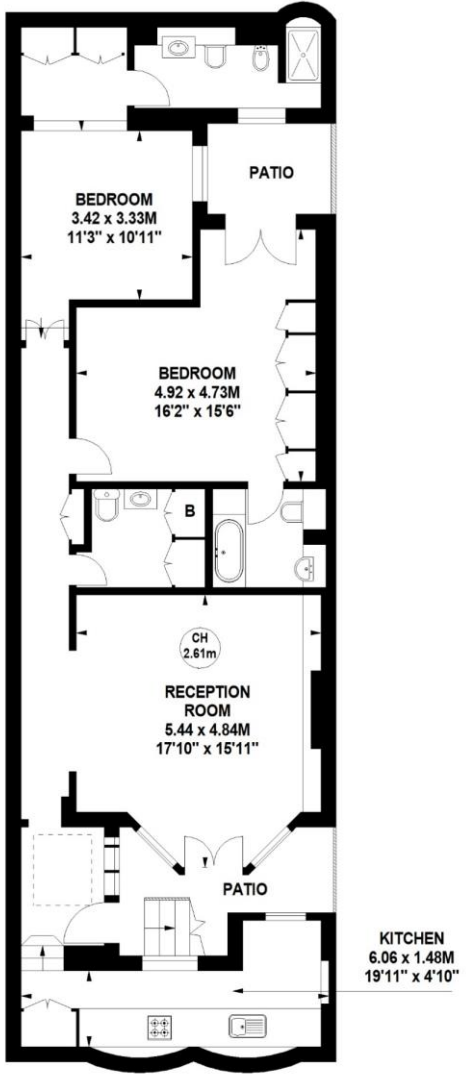 PATIO
BEDROOM
3.42 x 3.33M
11'3" x 10'11"
BEDROOM
4.92 x 4.73M
16'2" x 15'6"
B
CH
2.61m
RECEPTION
ROOM
5.44 x 4.84M
17'10" x 15'11"
PATIO
KITCHEN
6.06 x 1.48M
19'11" x 4'10"